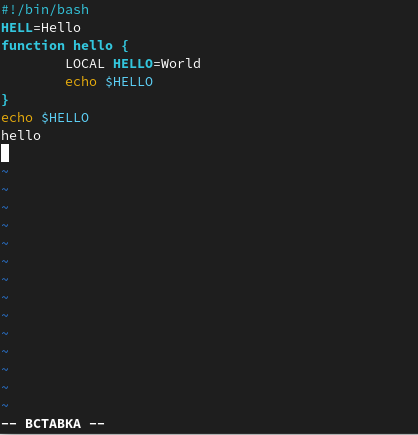 #!/bin/bash
HELL=Hello
function hello {
        LOCAL HELLO=World
        echo $HELLO
}
echo $HELLO
hello
~
~
~
~
~
~
~
~
~
~
~
~
~
~
-- ВСТАВКА --